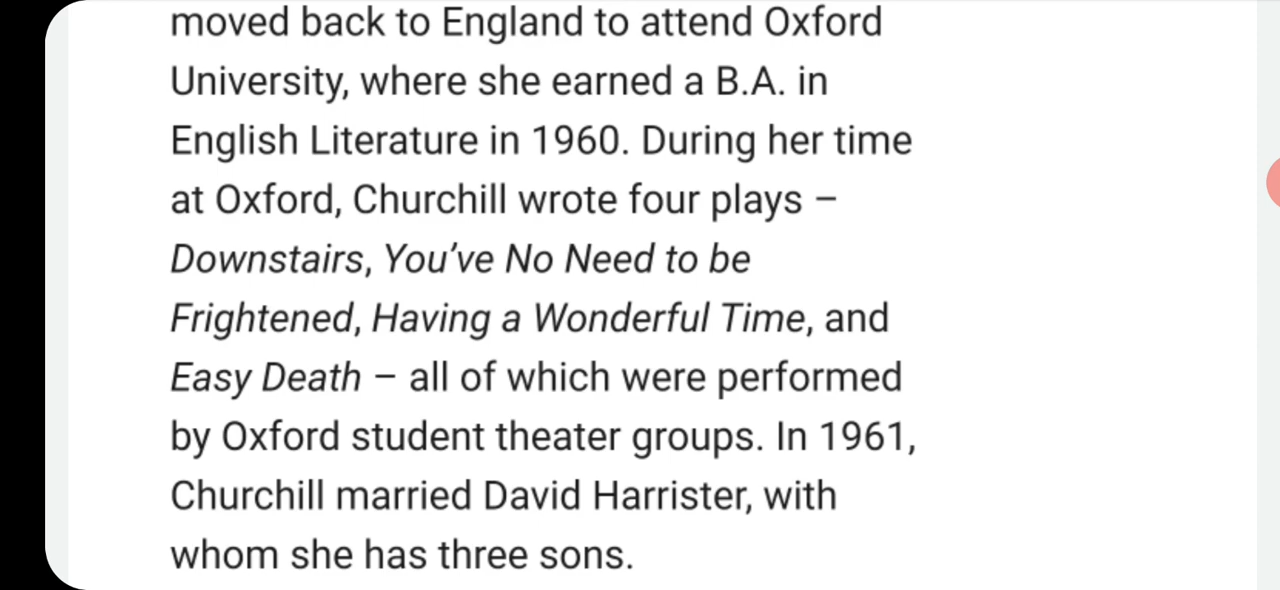 moved back to England to attend Oxford
University, where she earned a B.A. in
English Literature in 1960. During her time
at Oxford, Churchill wrote four plays –
Downstairs, You’ve No Need to be
Frightened, Having a Wonderful Time, and
Easy Death – all of which were performed
by Oxford student theater groups. In 1961,
Churchill married David Harrister, with
whom she has three sons.